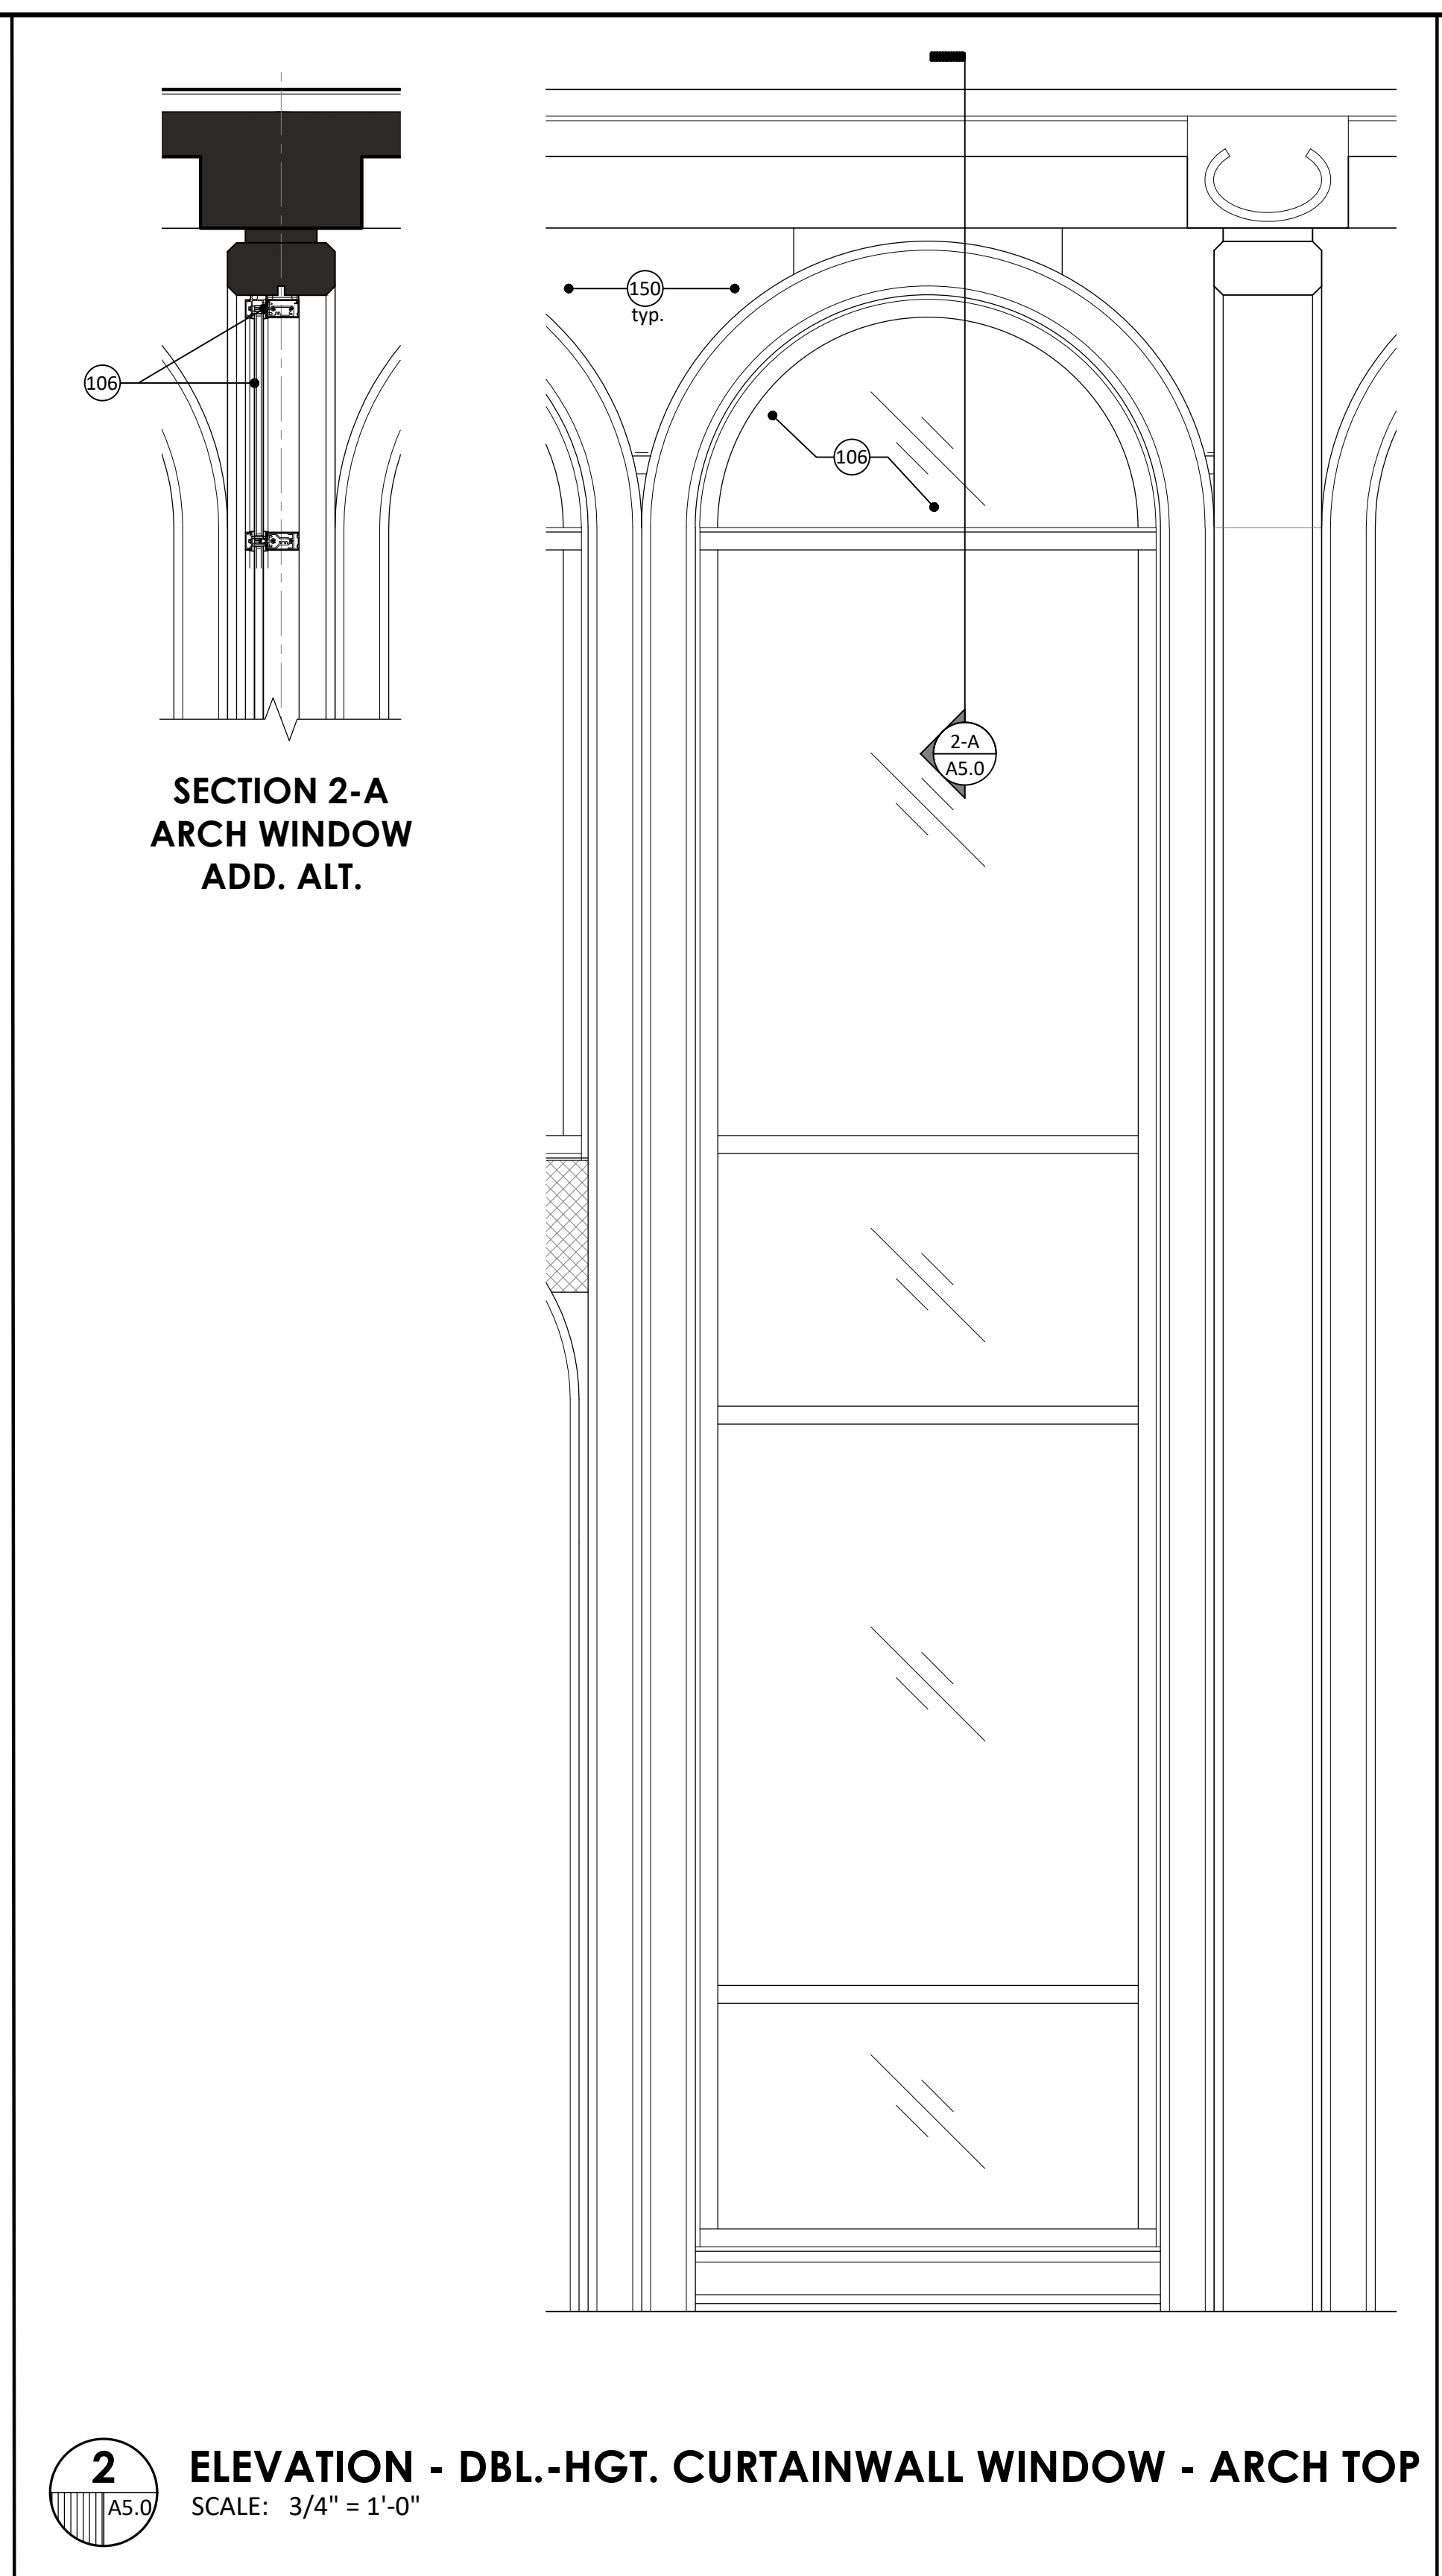 150
typ.
106
106
2-A
A5.0
SECTION 2-A
ARCH WINDOW
ADD. ALT.
2
A5.0
ELEVATION - DBL.-HGT. CURTAINWALL WINDOW - ARCH TOP
SCALE: 3/4" = 1'-0"